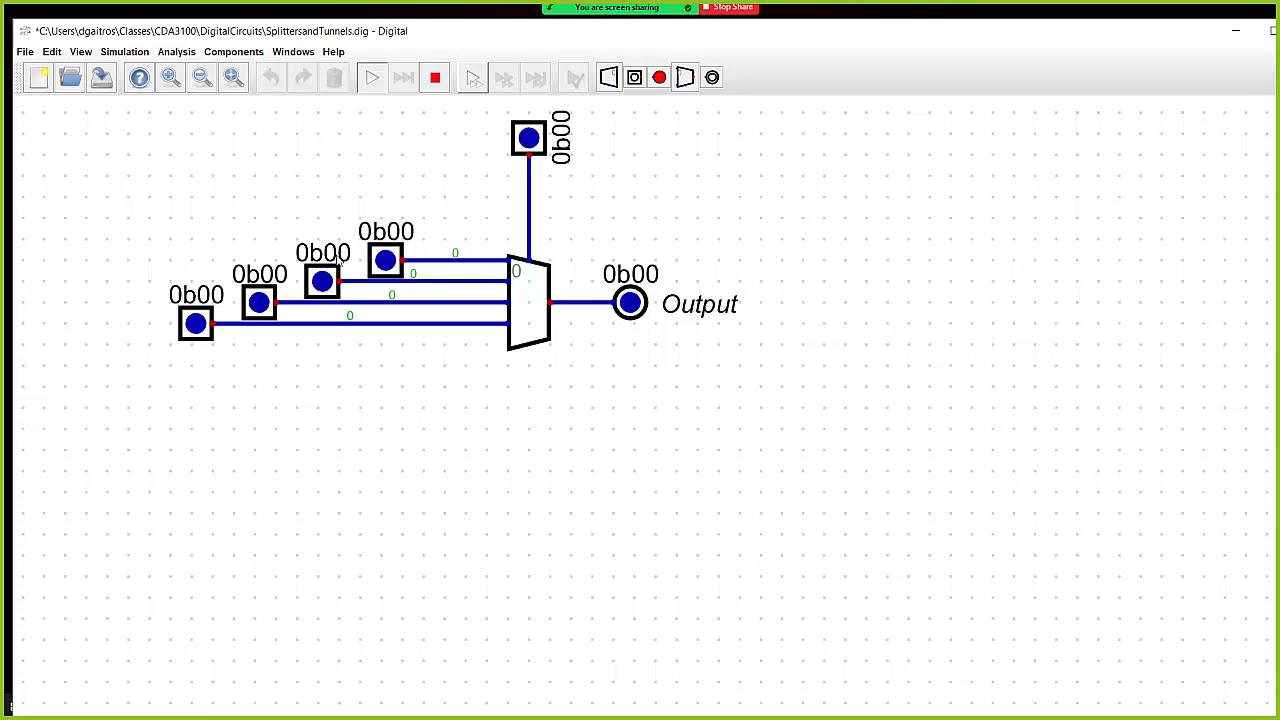 You are screen sharing
Stop Share
*C:\Users\dgaitros\Classes\CDA3100\DigitalCircuits\SplittersandTunnels.dig - Digital
File Edit View Simulation Analysis Components Windows Help
0b00
0b00
0
0b00
0
0b00
0
0b00
0
0
0b00
Output